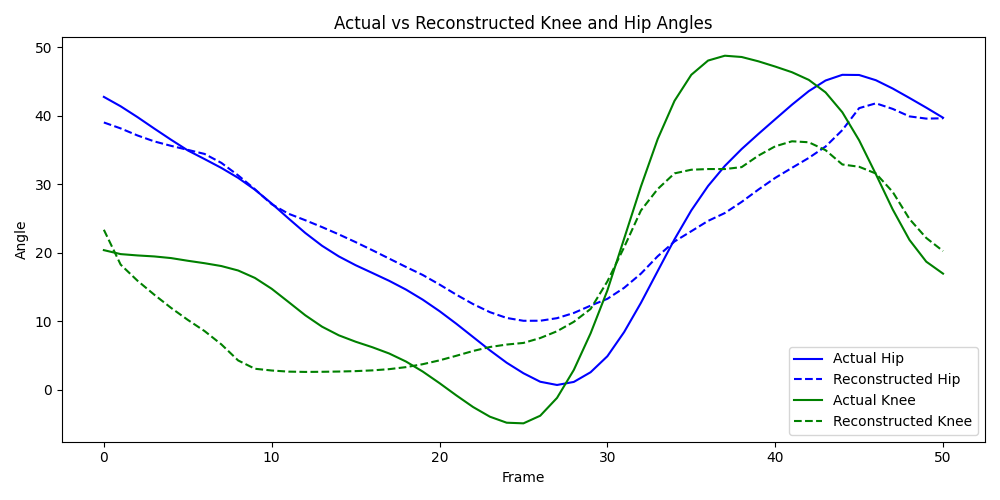 Actual vs Reconstructed Knee and Hip Angles
50
40
30
20
10
0
Angle
0 10 20 30 40 50
Frame
Actual Hip
Reconstructed Hip
Actual Knee
Reconstructed Knee